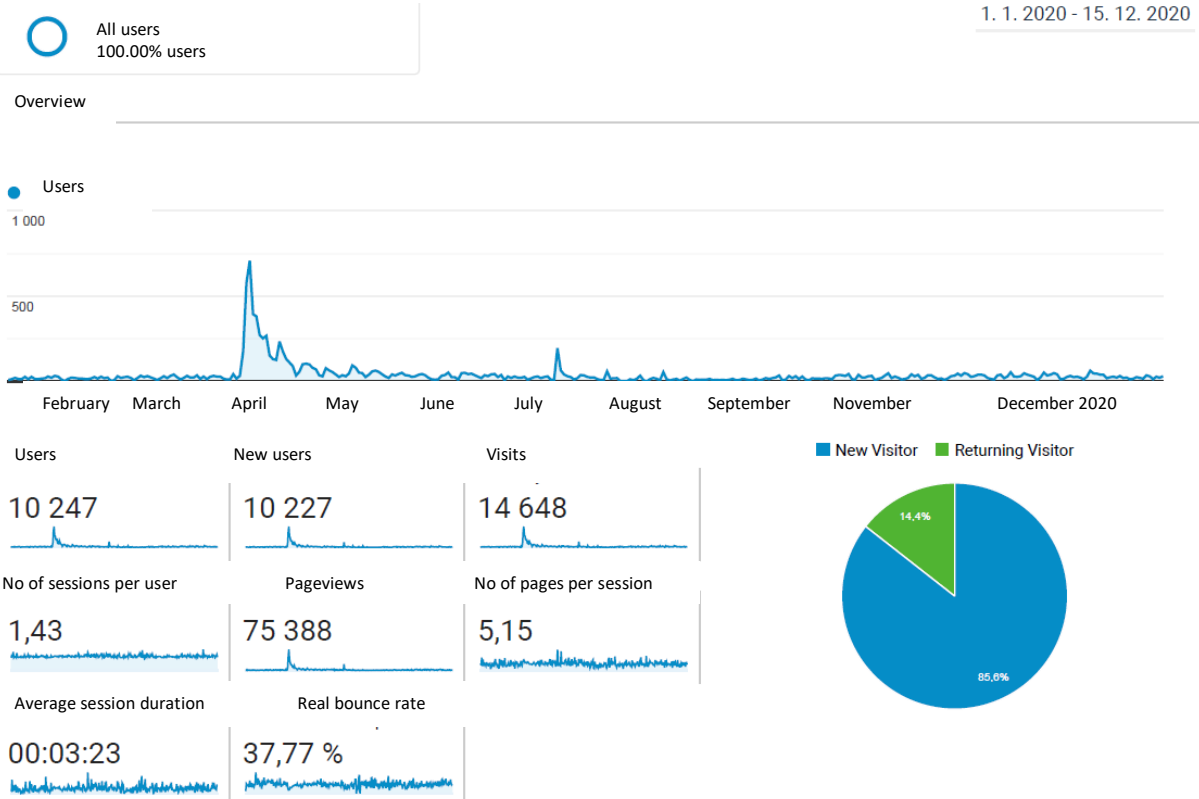 All users
100.00% users
1. 1. 2020 - 15. 12. 2020
Overview
Users
1 000
500
February March April May June July August September November December 2020
Users New users Visits
10 247 10 227 14 648
No of sessions per user Pageviews No of pages per session
1,43 75 388 5,15
Average session duration Real bounce rate
00:03:23 37,77 %
New Visitor Returning Visitor
14,4%
85,6%